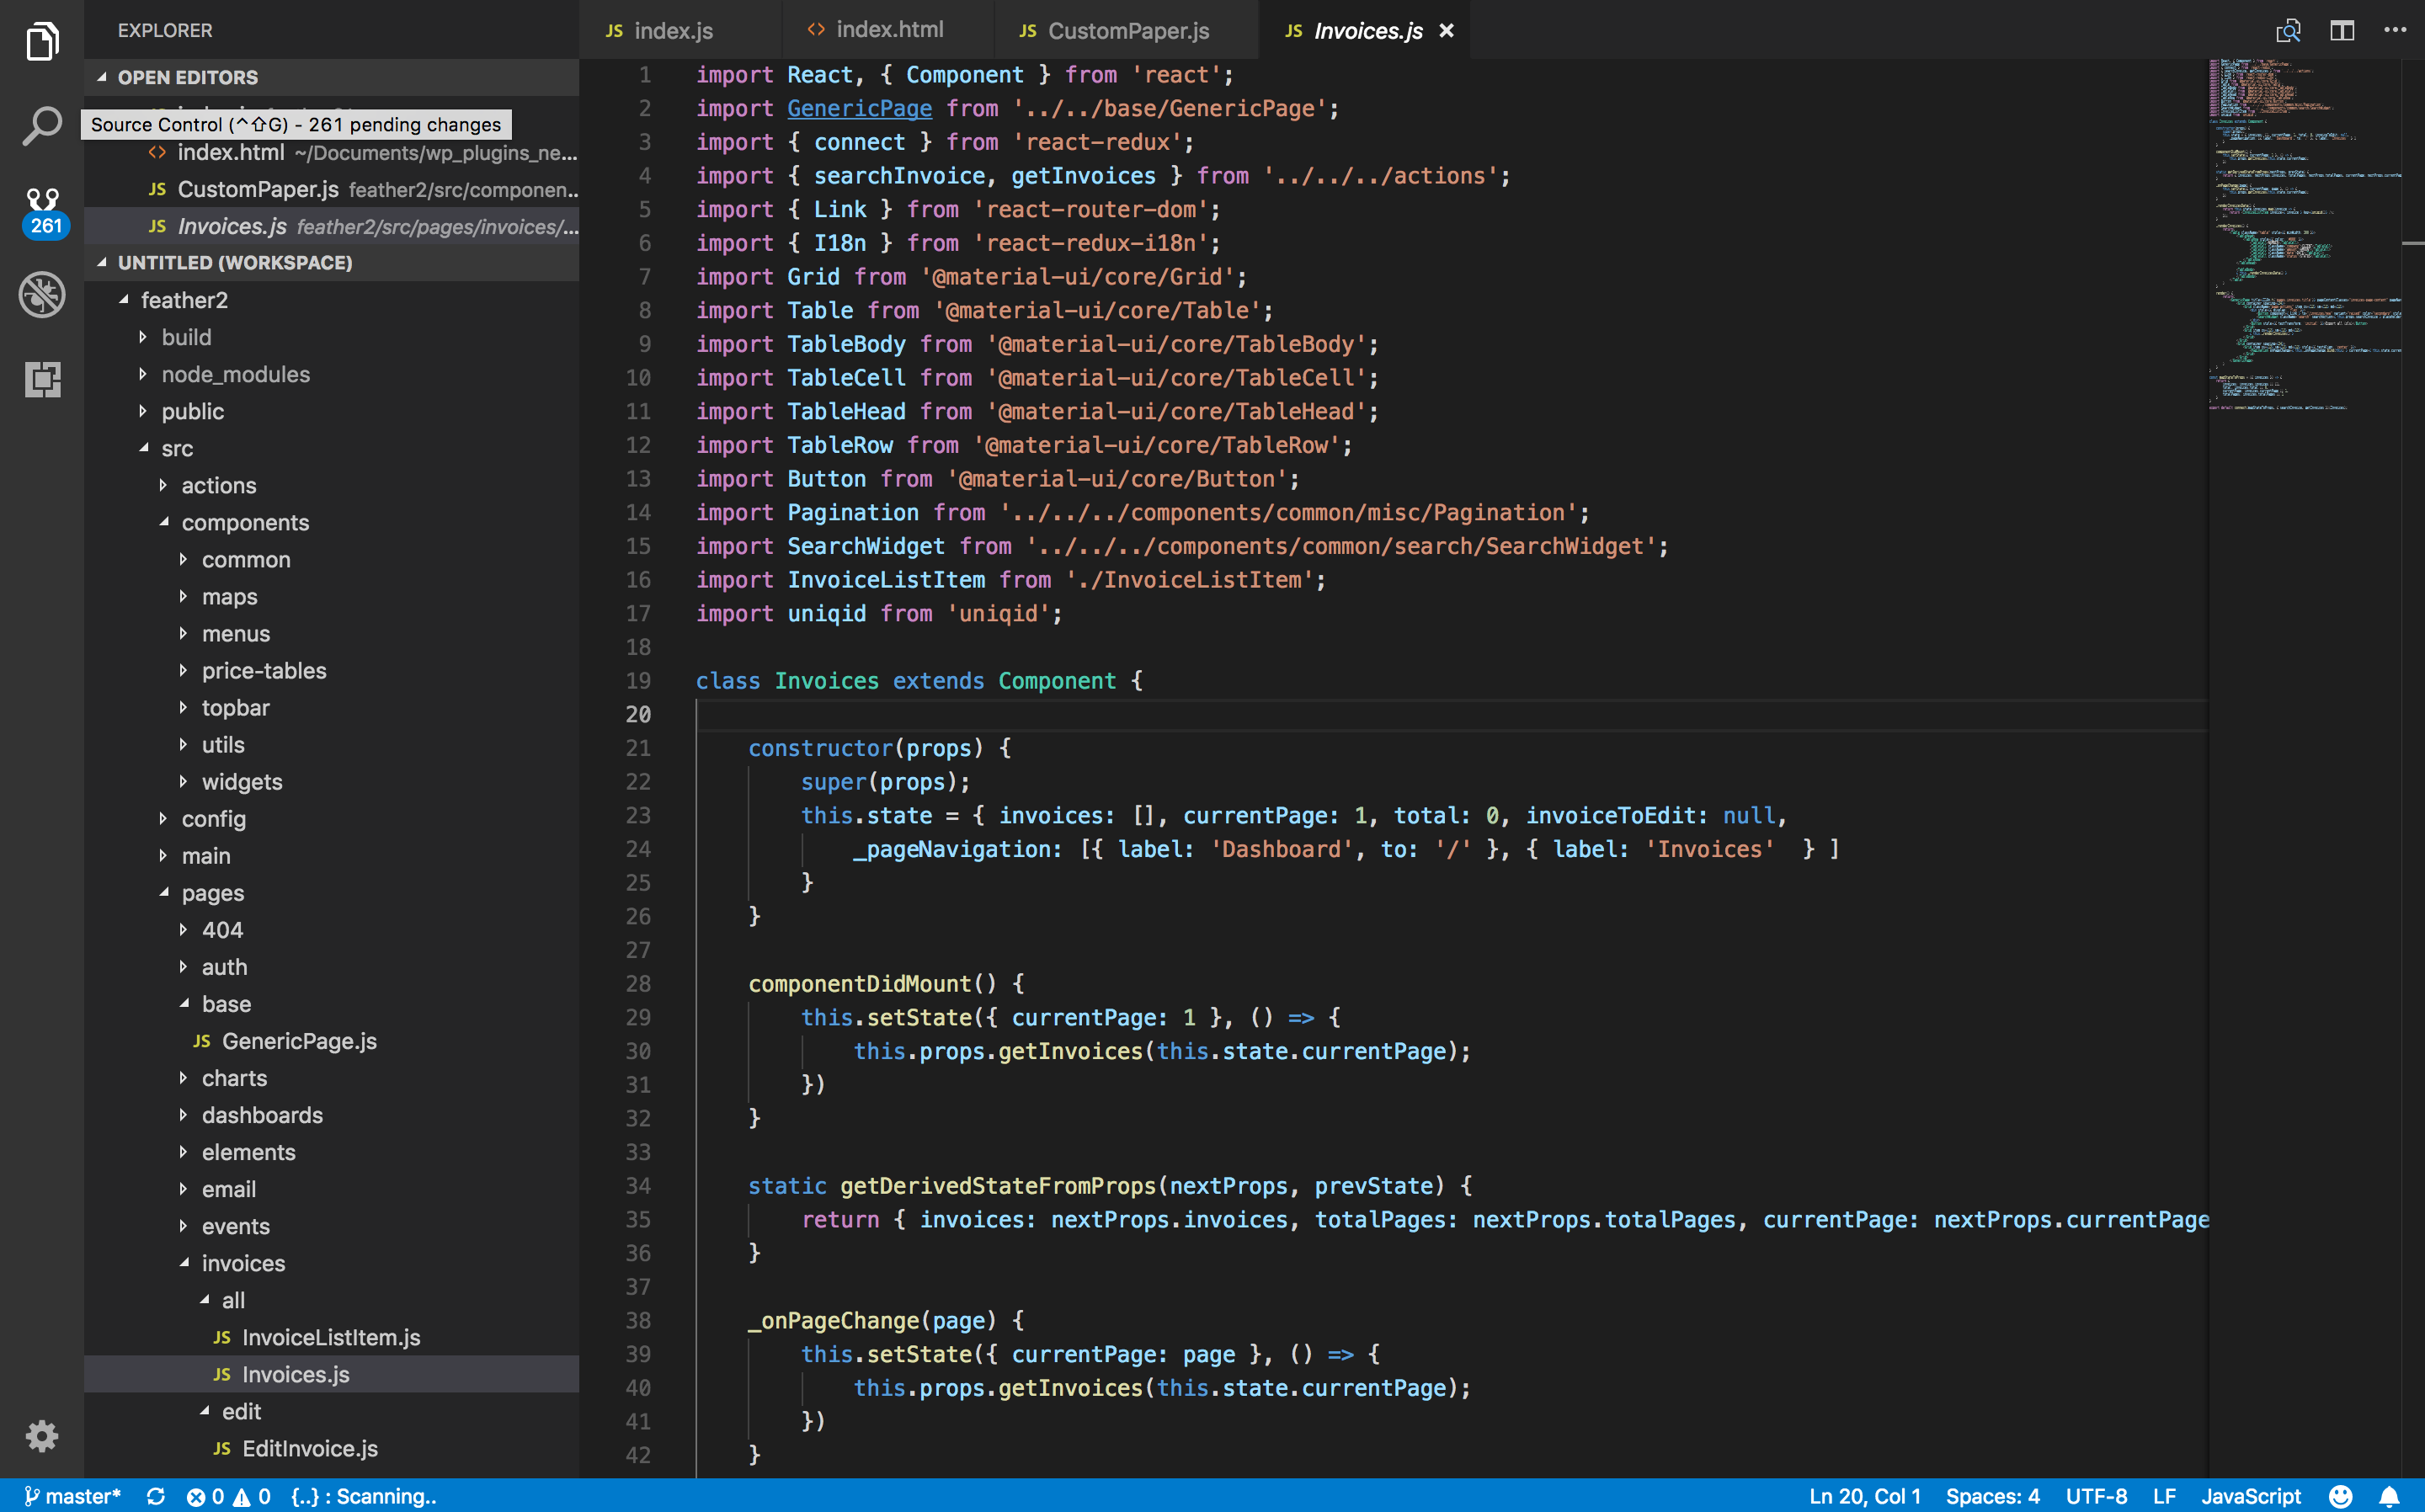 EXPLORER
OPEN EDITORS
Source Control (^⇧G) - 261 pending changes
<> index.html ~/Documents/wp_plugins_ne...
JS CustomPaper.js feather2/src/componen...
JS Invoices.js feather2/src/pages/invoices/...
261
UNTITLED (WORKSPACE)
feather2
build
node_modules
public
src
actions
components
common
maps
menus
price-tables
topbar
utils
widgets
config
main
pages
404
auth
base
JS GenericPage.js
charts
dashboards
elements
email
events
invoices
all
JS InvoiceListItem.js
JS Invoices.js
edit
JS EditInvoice.js
JS index.js <> index.html JS CustomPaper.js JS Invoices.js ×
1 import React, { Component } from 'react';
2 import GenericPage from '../../base/GenericPage';
3 import { connect } from 'react-redux';
4 import { searchInvoice, getInvoices } from '../../../actions';
5 import { Link } from 'react-router-dom';
6 import { I18n } from 'react-redux-i18n';
7 import Grid from '@material-ui/core/Grid';
8 import Table from '@material-ui/core/Table';
9 import TableBody from '@material-ui/core/TableBody';
10 import TableCell from '@material-ui/core/TableCell';
11 import TableHead from '@material-ui/core/TableHead';
12 import TableRow from '@material-ui/core/TableRow';
13 import Button from '@material-ui/core/Button';
14 import Pagination from '../../../components/common/misc/Pagination';
15 import SearchWidget from '../../../components/common/search/SearchWidget';
16 import InvoiceListItem from './InvoiceListItem';
17 import uniqid from 'uniqid';
18
19 class Invoices extends Component {
20
21 constructor(props) {
22 super(props);
23 this.state = { invoices: [], currentPage: 1, total: 0, invoiceToEdit: null,
24 _pageNavigation: [{ label: 'Dashboard', to: '/' }, { label: 'Invoices'  } ]
25 }
26 }
27
28 componentDidMount() {
29 this.setState({ currentPage: 1 }, () => {
30 this.props.getInvoices(this.state.currentPage);
31 })
32 }
33
34 static getDerivedStateFromProps(nextProps, prevState) {
35 return { invoices: nextProps.invoices, totalPages: nextProps.totalPages, currentPage: nextProps.currentPage
36 }
37
38 _onPageChange(page) {
39 this.setState({ currentPage: page }, () => {
40 this.props.getInvoices(this.state.currentPage);
41 })
42 }
master* 0 0 {..} : Scanning.. Ln 20, Col 1 Spaces: 4 UTF-8 LF JavaScript